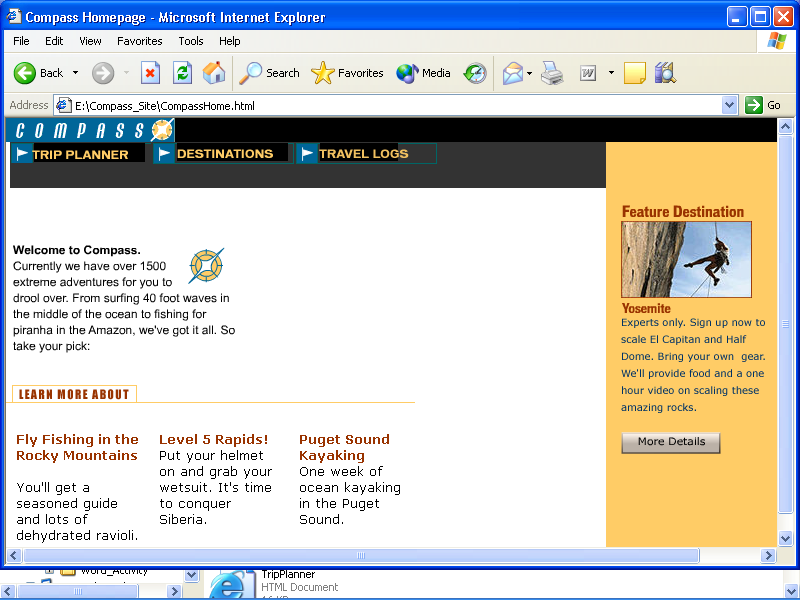 Compass Homepage - Microsoft Internet Explorer
File Edit View Favorites Tools Help
Back Search Favorites Media
Address E:\Compass_Site\CompassHome.html Go
COMPASS
TRIP PLANNER DESTINATIONS TRAVEL LOGS
Welcome to Compass.
Currently we have over 1500
extreme adventures for you to
drool over. From surfing 40 foot waves in
the middle of the ocean to fishing for
piranha in the Amazon, we've got it all. So
take your pick:
LEARN MORE ABOUT
Fly Fishing in the
Rocky Mountains
You'll get a
seasoned guide
and lots of
dehydrated ravioli.
Level 5 Rapids!
Put your helmet
on and grab your
wetsuit. It's time
to conquer
Siberia.
Puget Sound
Kayaking
One week of
ocean kayaking
in the Puget
Sound.
Feature Destination
Yosemite
Experts only. Sign up now to
scale El Capitan and Half
Dome. Bring your own gear.
We'll provide food and a one
hour video on scaling these
amazing rocks.
More Details
Word_Activity
TripPlanner
HTML Document